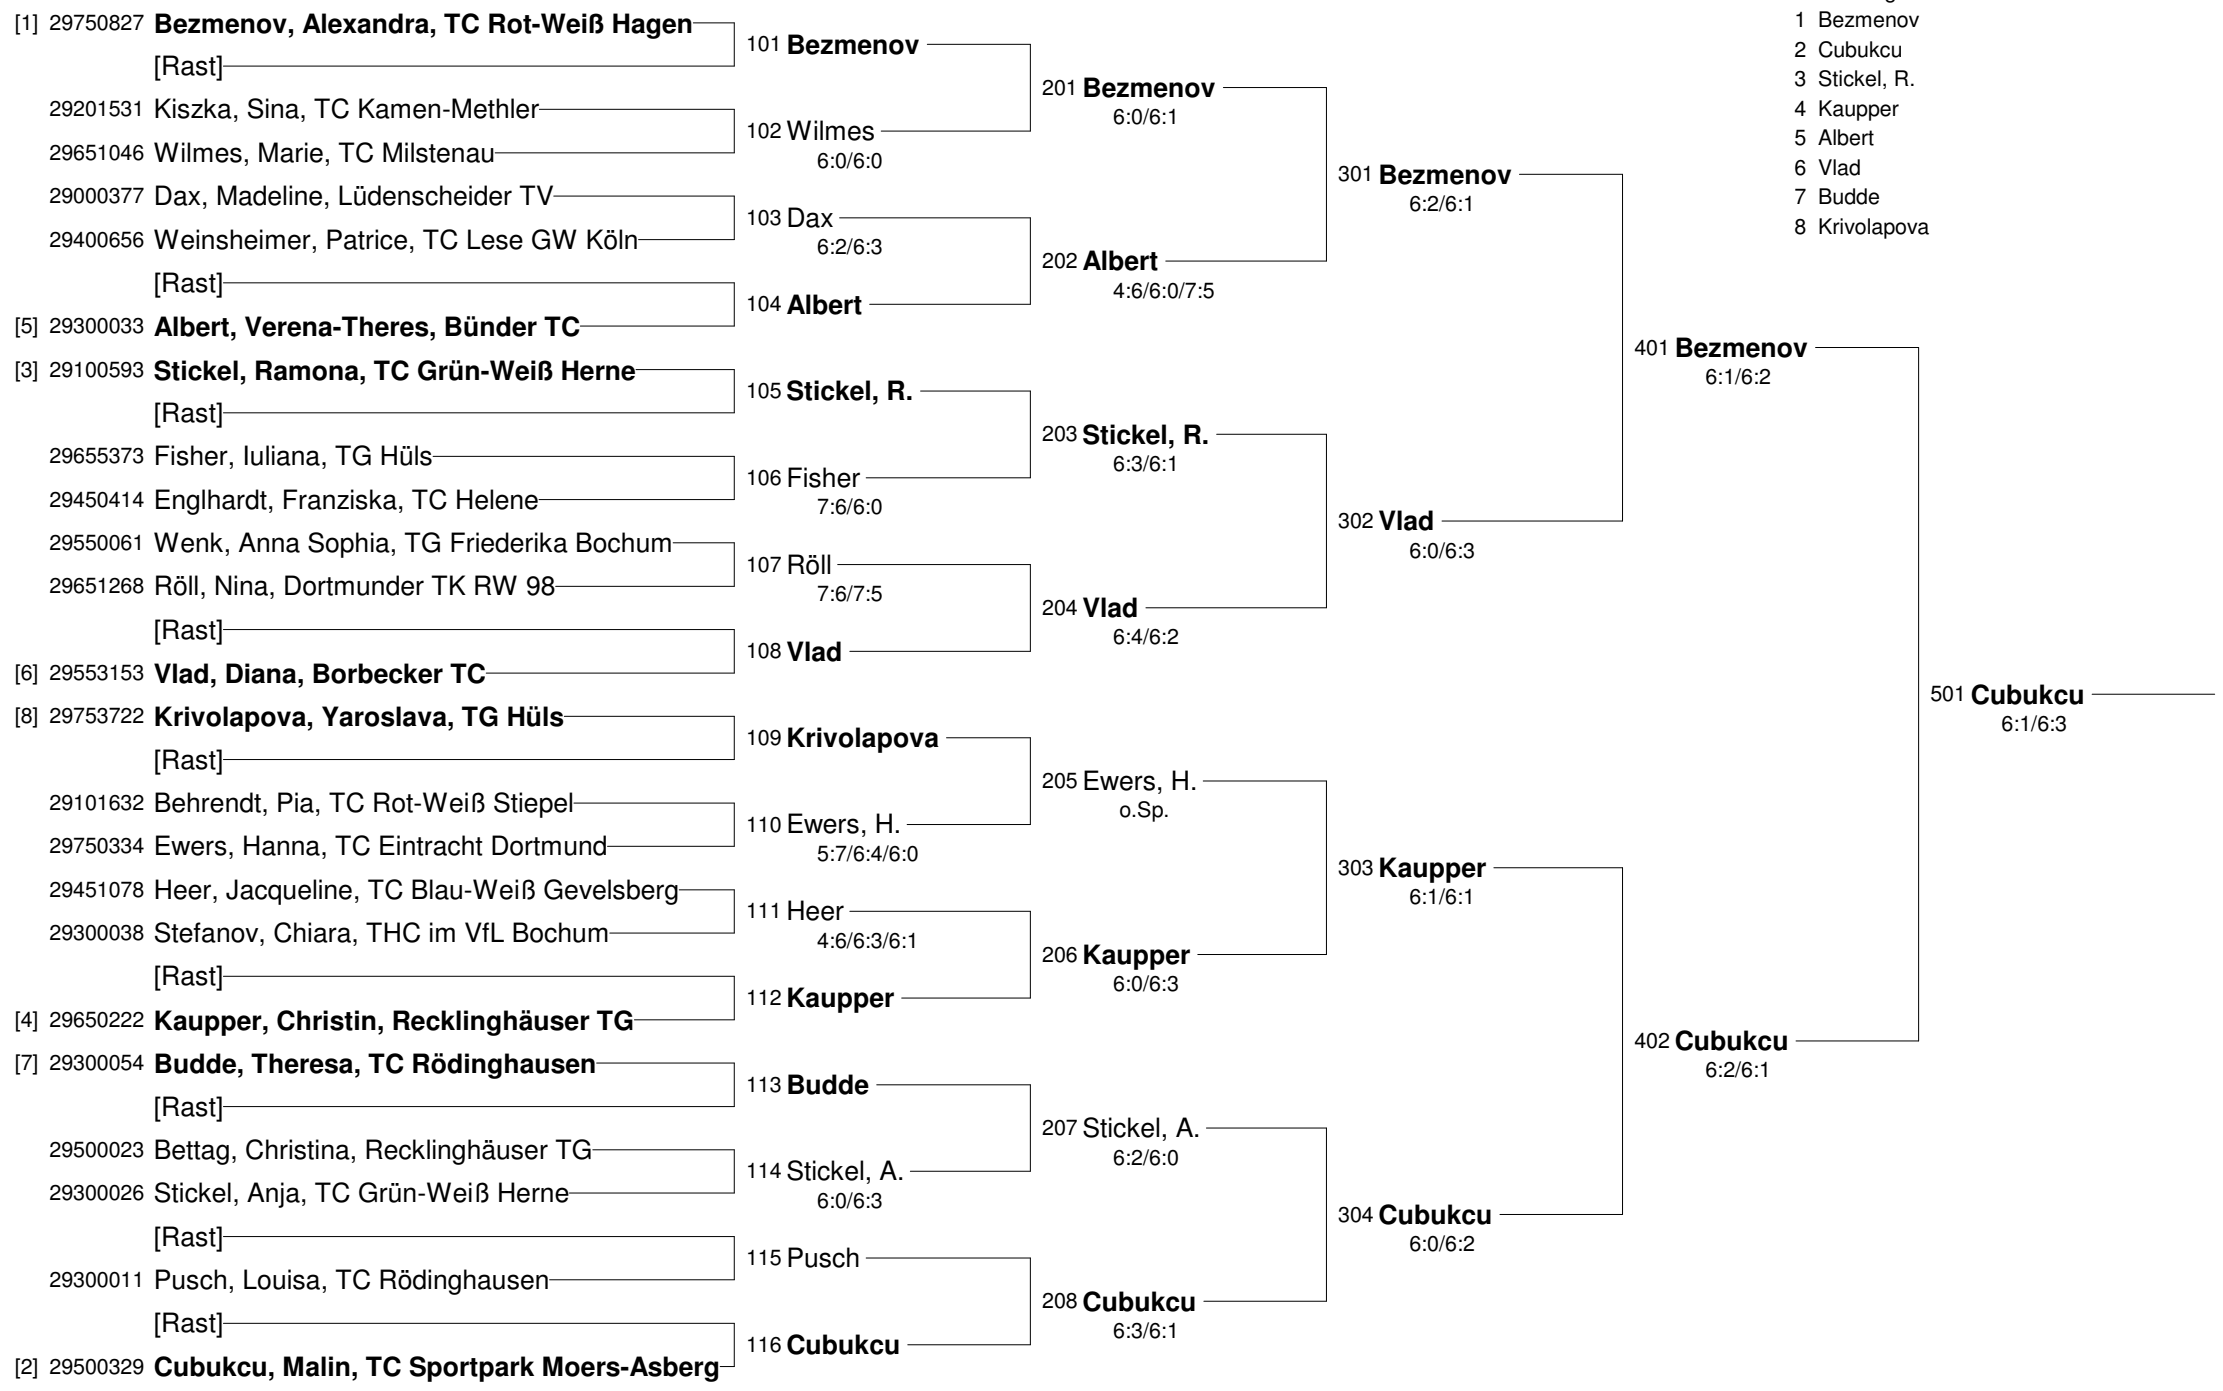 [1] 29750827 Bezmenov, Alexandra, TC Rot-Weiß Hagen
[Rast]
29201531 Kiszka, Sina, TC Kamen-Methler
29651046 Wilmes, Marie, TC Milstenau
29000377 Dax, Madeline, Lüdenscheider TV
29400656 Weinsheimer, Patrice, TC Lese GW Köln
[Rast]
[5] 29300033 Albert, Verena-Theres, Bünder TC
[3] 29100593 Stickel, Ramona, TC Grün-Weiß Herne
[Rast]
29655373 Fisher, Iuliana, TG Hüls
29450414 Englhardt, Franziska, TC Helene
29550061 Wenk, Anna Sophia, TG Friederika Bochum
29651268 Röll, Nina, Dortmunder TK RW 98
[Rast]
[6] 29553153 Vlad, Diana, Borbecker TC
[8] 29753722 Krivolapova, Yaroslava, TG Hüls
[Rast]
29101632 Behrendt, Pia, TC Rot-Weiß Stiepel
29750334 Ewers, Hanna, TC Eintracht Dortmund
29451078 Heer, Jacqueline, TC Blau-Weiß Gevelsberg
29300038 Stefanov, Chiara, THC im VfL Bochum
[Rast]
[4] 29650222 Kaupper, Christin, Recklinghäuser TG
[7] 29300054 Budde, Theresa, TC Rödinghausen
[Rast]
29500023 Bettag, Christina, Recklinghäuser TG
29300026 Stickel, Anja, TC Grün-Weiß Herne
[Rast]
29300011 Pusch, Louisa, TC Rödinghausen
[Rast]
[2] 29500329 Cubukcu, Malin, TC Sportpark Moers-Asberg
101 Bezmenov
102 Wilmes
6:0/6:0
103 Dax
6:2/6:3
104 Albert
105 Stickel, R.
106 Fisher
7:6/6:0
107 Röll
7:6/7:5
108 Vlad
109 Krivolapova
110 Ewers, H.
5:7/6:4/6:0
111 Heer
4:6/6:3/6:1
112 Kaupper
113 Budde
114 Stickel, A.
6:0/6:3
115 Pusch
116 Cubukcu
201 Bezmenov
6:0/6:1
202 Albert
4:6/6:0/7:5
203 Stickel, R.
6:3/6:1
204 Vlad
6:4/6:2
205 Ewers, H.
o.Sp.
206 Kaupper
6:0/6:3
207 Stickel, A.
6:2/6:0
208 Cubukcu
6:3/6:1
301 Bezmenov
6:2/6:1
302 Vlad
6:0/6:3
303 Kaupper
6:1/6:1
304 Cubukcu
6:0/6:2
401 Bezmenov
6:1/6:2
402 Cubukcu
6:2/6:1
501 Cubukcu
6:1/6:3
1 Bezmenov
2 Cubukcu
3 Stickel, R.
4 Kaupper
5 Albert
6 Vlad
7 Budde
8 Krivolapova